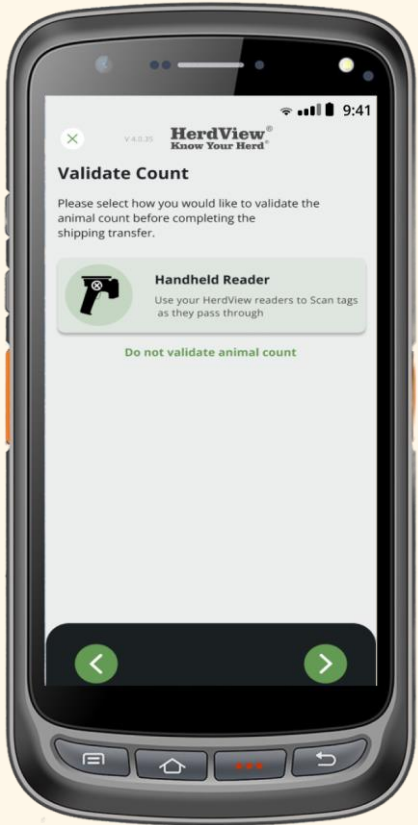 9:41
V 4.0.35
HerdView®
Know Your Herd®
Validate Count
Please select how you would like to validate the
animal count before completing the
shipping transfer.
Handheld Reader
Use your HerdView readers to Scan tags
as they pass through
Do not validate animal count